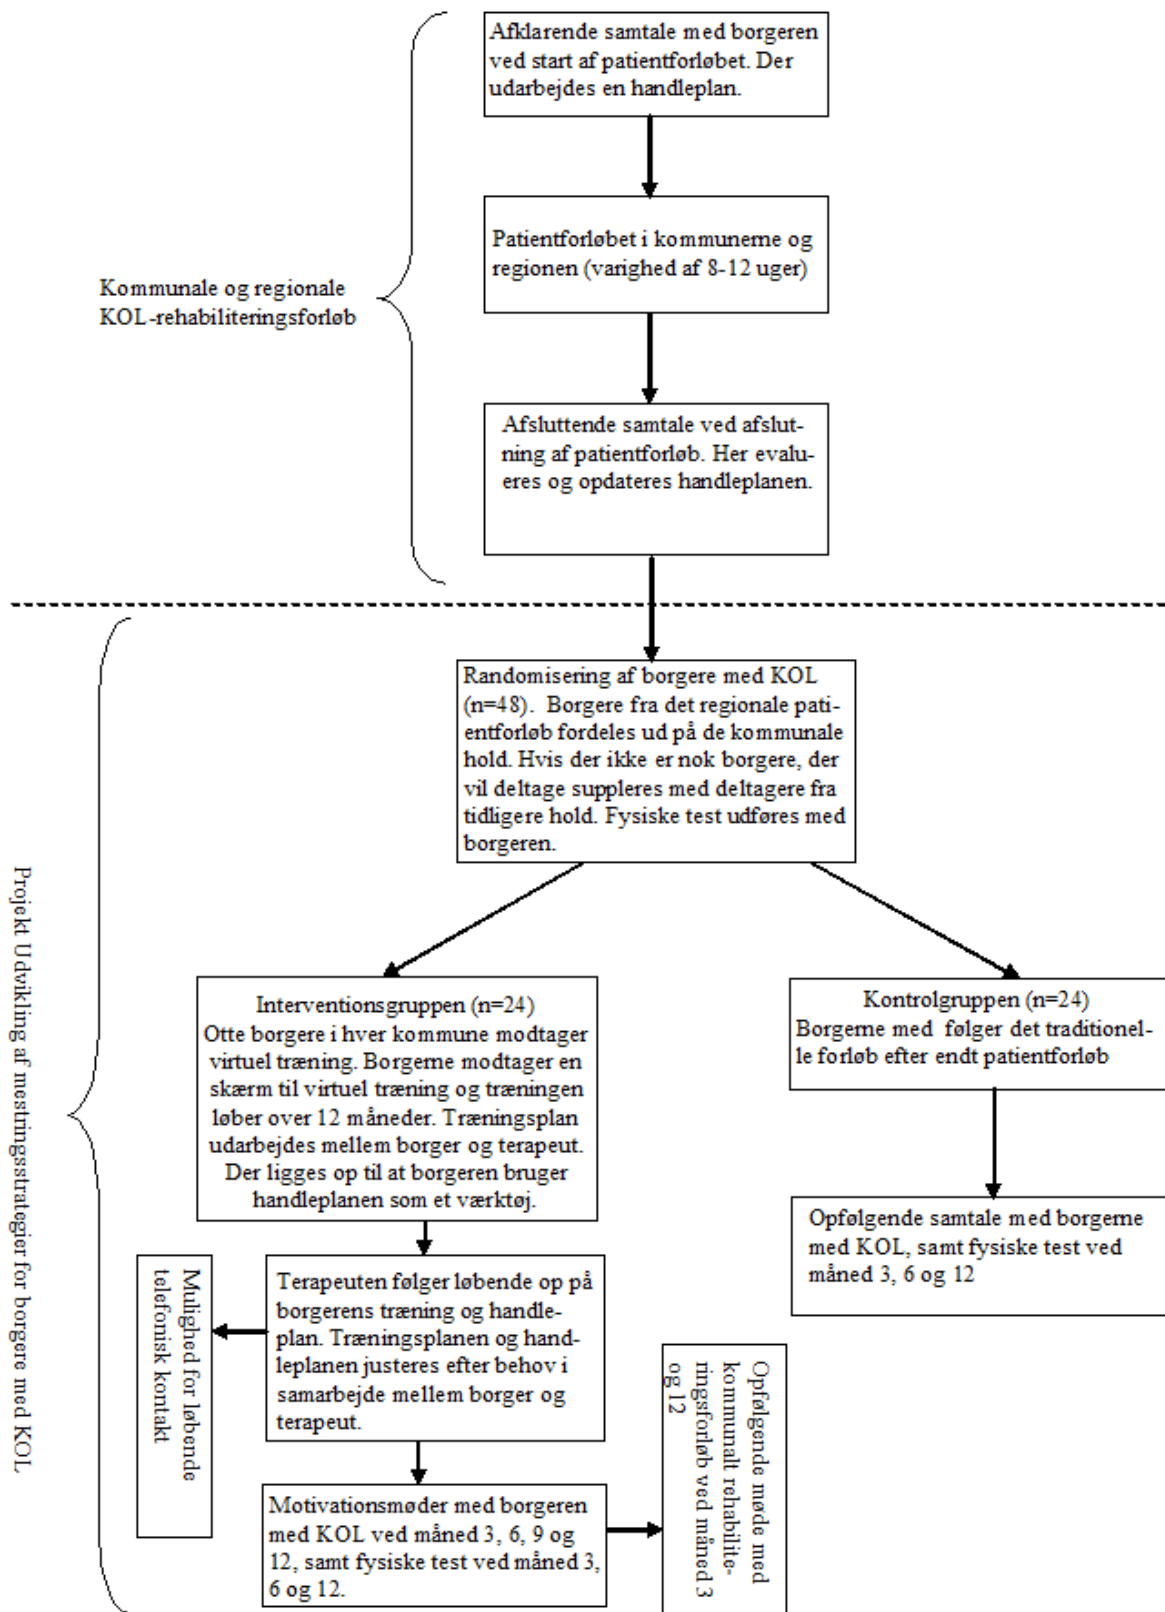 Afklarende samtale med borgeren
ved start af patientforløbet. Der
udarbejdes en handleplan.
Patientforløbet i kommunerne og
regionen (varighed af 8-12 uger)
Kommunale og regionale
KOL-rehabiliteringsforløb
Afsluttende samtale ved afslut-
ning af patientforløb. Her evalu-
eres og opdateres handleplanen.
Randomisering af borgere med KOL
(n=48). Borgere fra det regionale pati-
entforløb fordeles ud på de kommunale
hold. Hvis der ikke er nok borgere, der
vil deltage suppleres med deltagere fra
tidligere hold. Fysiske test udføres med
borgeren.
Projekt Udvikling af mestringsstrategier for borgere med KOL
Interventionsgruppen (n=24)
Otte borgere i hver kommune modtager
virtuel træning. Borgerne modtager en
skærm til virtuel træning og træningen
løber over 12 måneder. Træningsplan
udarbejdes mellem borger og terapeut.
Der ligges op til at borgeren bruger
handleplanen som et værktøj.
Kontrolgruppen (n=24)
Borgerne med følger det traditionel-
le forløb efter endt patientforløb
Opfølgende samtale med borgerne
med KOL, samt fysiske test ved
måned 3, 6 og 12
Terapeuten følger løbende op på
borgerens træning og handle-
plan. Træningsplanen og hand-
leplanen justeres efter behov i
samarbejde mellem borger og
terapeut.
Mulighed for løbende
telefonisk kontakt
Motivationsmøder med borgeren
med KOL ved måned 3, 6, 9 og
12, samt fysiske test ved måned 3,
6 og 12.
Opfølgende møde med
kommunalt rehabilite-
ringsforløb ved måned 3
og 12